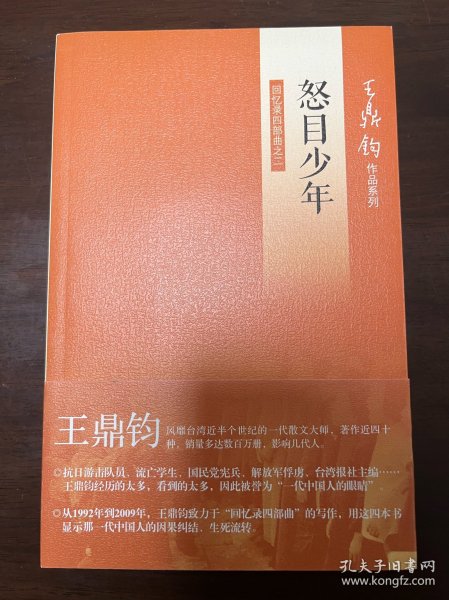 王鼎钧
作品系列
怒目少年
回忆录四部曲之二
王鼎钧
风靡台湾近半个世纪的一代散文大师，著作近四十
种，销量多达数百万册，影响几代人。
◎抗日游击队员、流亡学生、国民党宪兵、解放军俘虏、台湾报社主编……
王鼎钧经历的太多，看到的太多，因此被誉为“一代中国人的眼睛”。
◎从1992年到2009年，王鼎钧致力于“回忆录四部曲”的写作，用这四本书
显示那一代中国人的因果纠结、生死流转。
孔夫子旧书网
www.kongfz.com